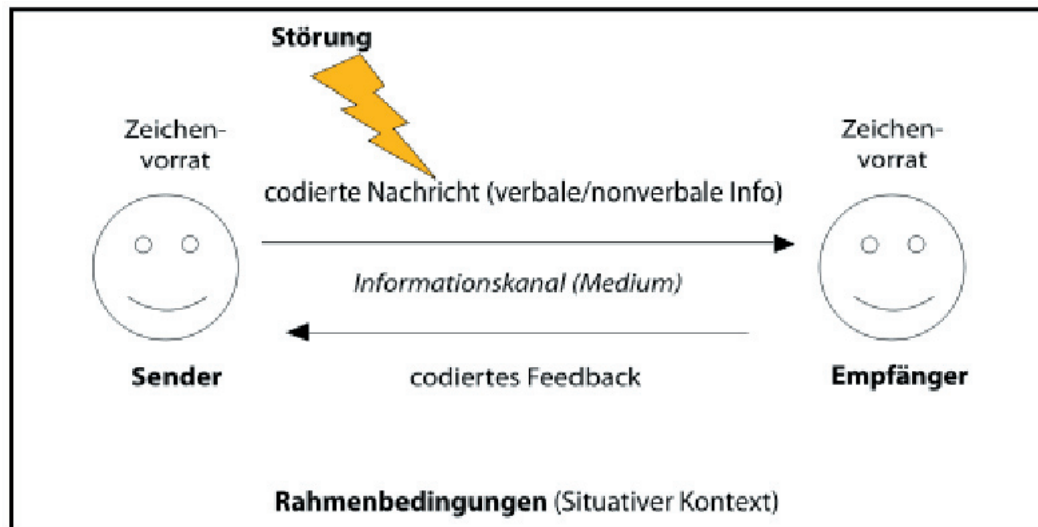 Störung
Zeichen-
vorrat
Zeichen-
vorrat
codierte Nachricht (verbale/nonverbale Info)
Informationskanal (Medium)
Sender
codiertes Feedback
Empfänger
Rahmenbedingungen (Situativer Kontext)